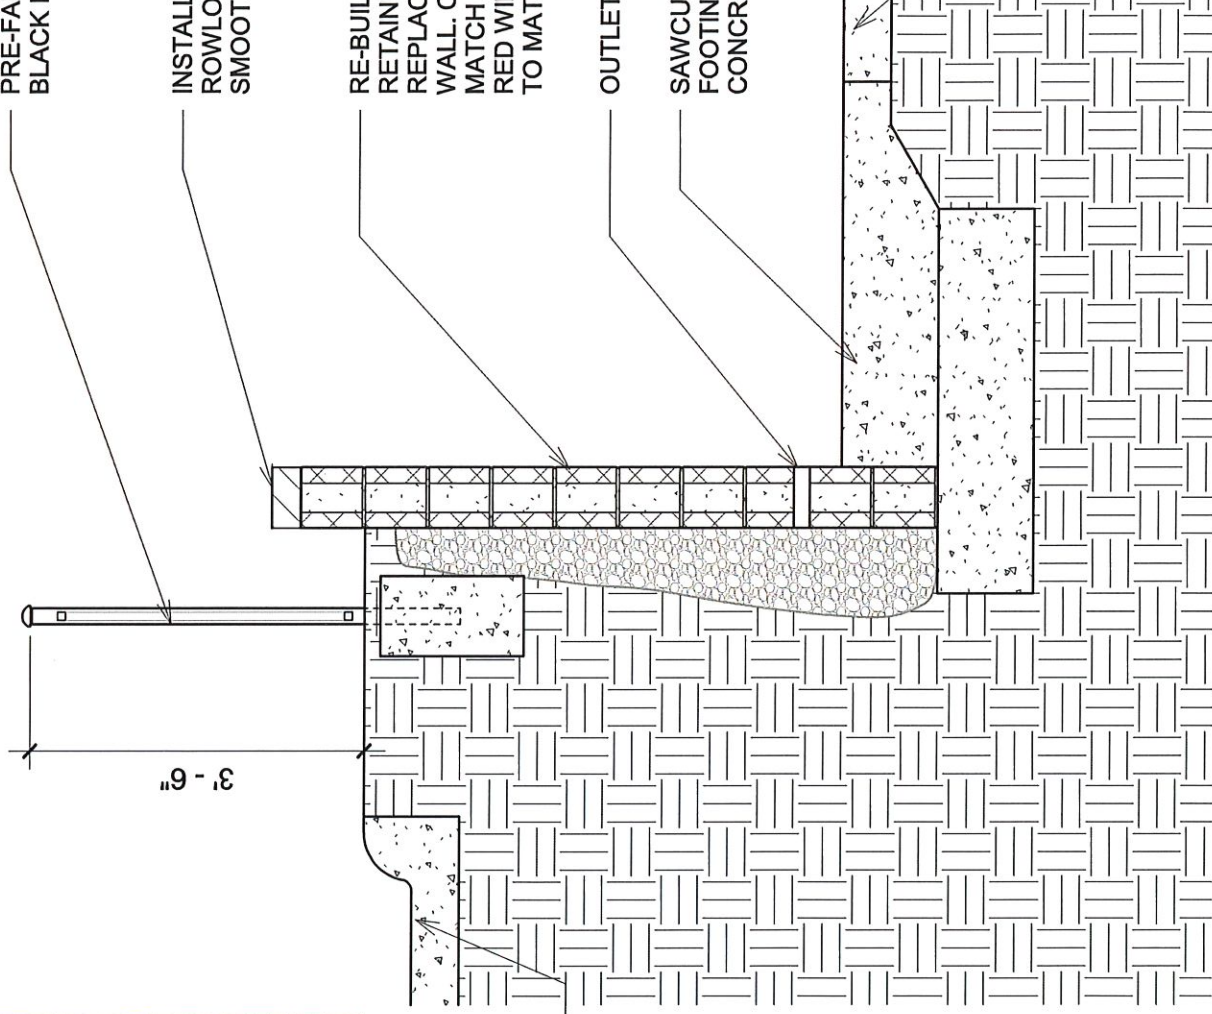 PRE-FA
BLACK
INSTALL
ROWLO
SMOOT
RE-BUIL
RETAIN
REPLAC
WALL. C
MATCH
RED WI
TO MAT
OUTLET
SAWCU
FOOTIN
CONCR
3' - 6"